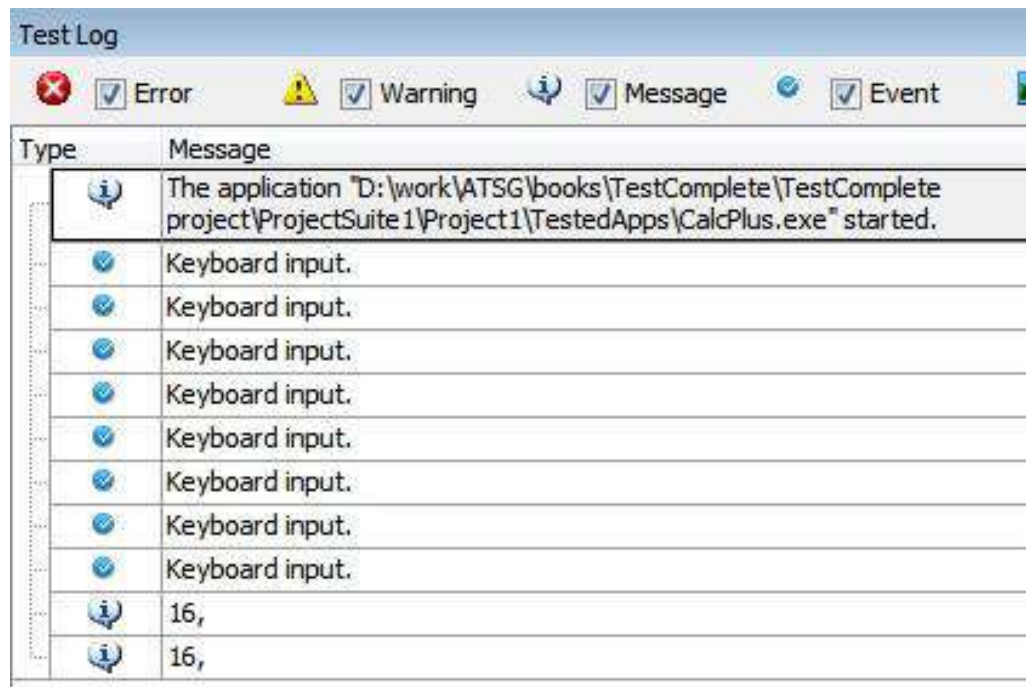 Test Log
Error Warning Message Event
Type Message
The application "D:\work\ATSG\books\TestComplete\TestComplete
project\ProjectSuite1\Project1\TestedApps\CalcPlus.exe" started.
Keyboard input.
Keyboard input.
Keyboard input.
Keyboard input.
Keyboard input.
Keyboard input.
Keyboard input.
Keyboard input.
16,
16,